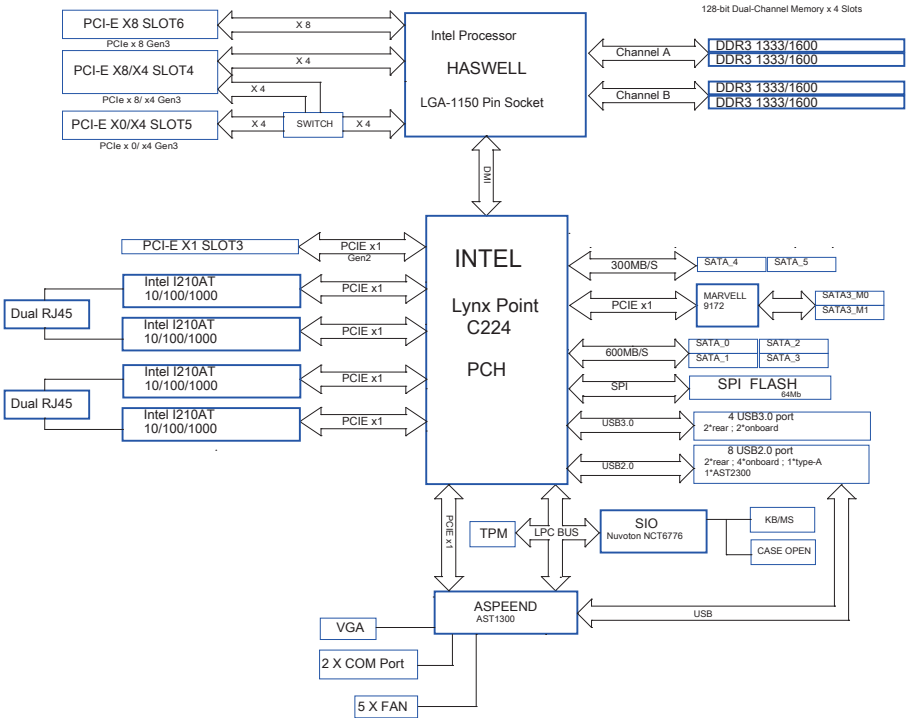 128-bit Dual-Channel Memory x 4 Slots
PCI-E X8 SLOT6
PCIe x 8 Gen3
X 8
PCI-E X8/X4 SLOT4
PCIe x 8/ x4 Gen3
X 4
X 4
PCI-E X0/X4 SLOT5
PCIe x 0/ x4 Gen3
X 4
SWITCH
X 4
Intel Processor
HASWELL
LGA-1150 Pin Socket
Channel A
DDR3 1333/1600
DDR3 1333/1600
Channel B
DDR3 1333/1600
DDR3 1333/1600
DMI
PCI-E X1 SLOT3
PCIE x1
Gen2
Dual RJ45
Intel I210AT
10/100/1000
PCIE x1
Intel I210AT
10/100/1000
PCIE x1
Dual RJ45
Intel I210AT
10/100/1000
PCIE x1
Intel I210AT
10/100/1000
PCIE x1
INTEL
Lynx Point
C224
PCH
300MB/S
SATA_4
SATA_5
PCIE x1
MARVELL
9172
SATA3_M0
SATA3_M1
600MB/S
SATA_0
SATA_2
SATA_1
SATA_3
SPI
SPI FLASH
64Mb
USB3.0
4 USB3.0 port
2*rear ; 2*onboard
USB2.0
8 USB2.0 port
2*rear ; 4*onboard ; 1*type-A
1*AST2300
PCIE x1
TPM
LPC BUS
SIO
Nuvoton NCT6776
KB/MS
CASE OPEN
ASPEEND
AST1300
USB
VGA
2 X COM Port
5 X FAN